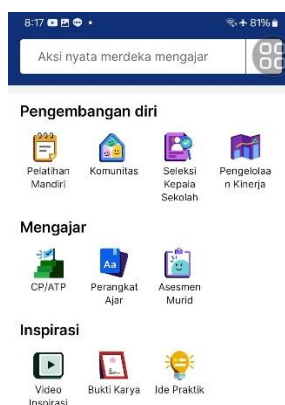 8:17 81%
Aksi nyata merdeka mengajar
Pengembangan diri
Pelatihan Mandiri
Komunitas
Seleksi Kepala Sekolah
Pengelolaa n Kinerja
Mengajar
Aa
CP/ATP
Perangkat Ajar
Asesmen Murid
Inspirasi
Video Inspirasi
Bukti Karya
Ide Praktik